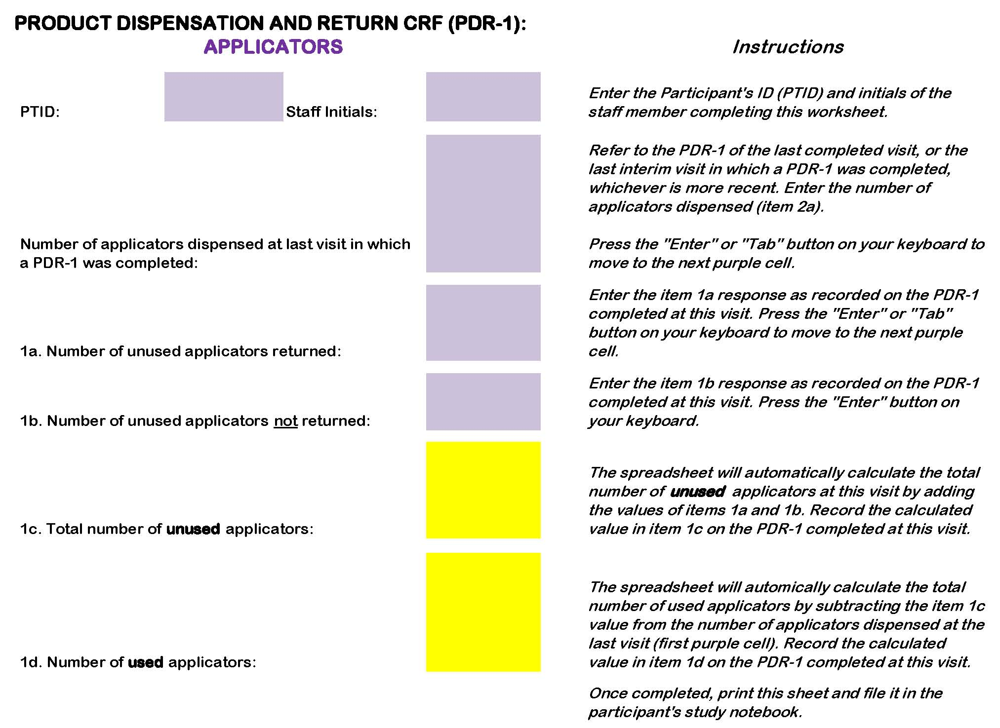 PRODUCT DISPENSATION AND RETURN CRF (PDR-1):
APPLICATORS
Instructions
PTID:
Staff Initials:
Enter the Participant's ID (PTID) and initials of the
staff member completing this worksheet.
Number of applicators dispensed at last visit in which
a PDR-1 was completed:
Refer to the PDR-1 of the last completed visit, or the
last interim visit in which a PDR-1 was completed,
whichever is more recent. Enter the number of
applicators dispensed (item 2a).
Press the "Enter" or "Tab" button on your keyboard to
move to the next purple cell.
1a. Number of unused applicators returned:
Enter the item 1a response as recorded on the PDR-1
completed at this visit. Press the "Enter" or "Tab"
button on your keyboard to move to the next purple
cell.
1b. Number of unused applicators not returned:
Enter the item 1b response as recorded on the PDR-1
completed at this visit. Press the "Enter" button on
your keyboard.
1c. Total number of unused applicators:
The spreadsheet will automatically calculate the total
number of unused applicators at this visit by adding
the values of items 1a and 1b. Record the calculated
value in item 1c on the PDR-1 completed at this visit.
1d. Number of used applicators:
The spreadsheet will automically calculate the total
number of used applicators by subtracting the item 1c
value from the number of applicators dispensed at the
last visit (first purple cell). Record the calculated
value in item 1d on the PDR-1 completed at this visit.
Once completed, print this sheet and file it in the
participant's study notebook.